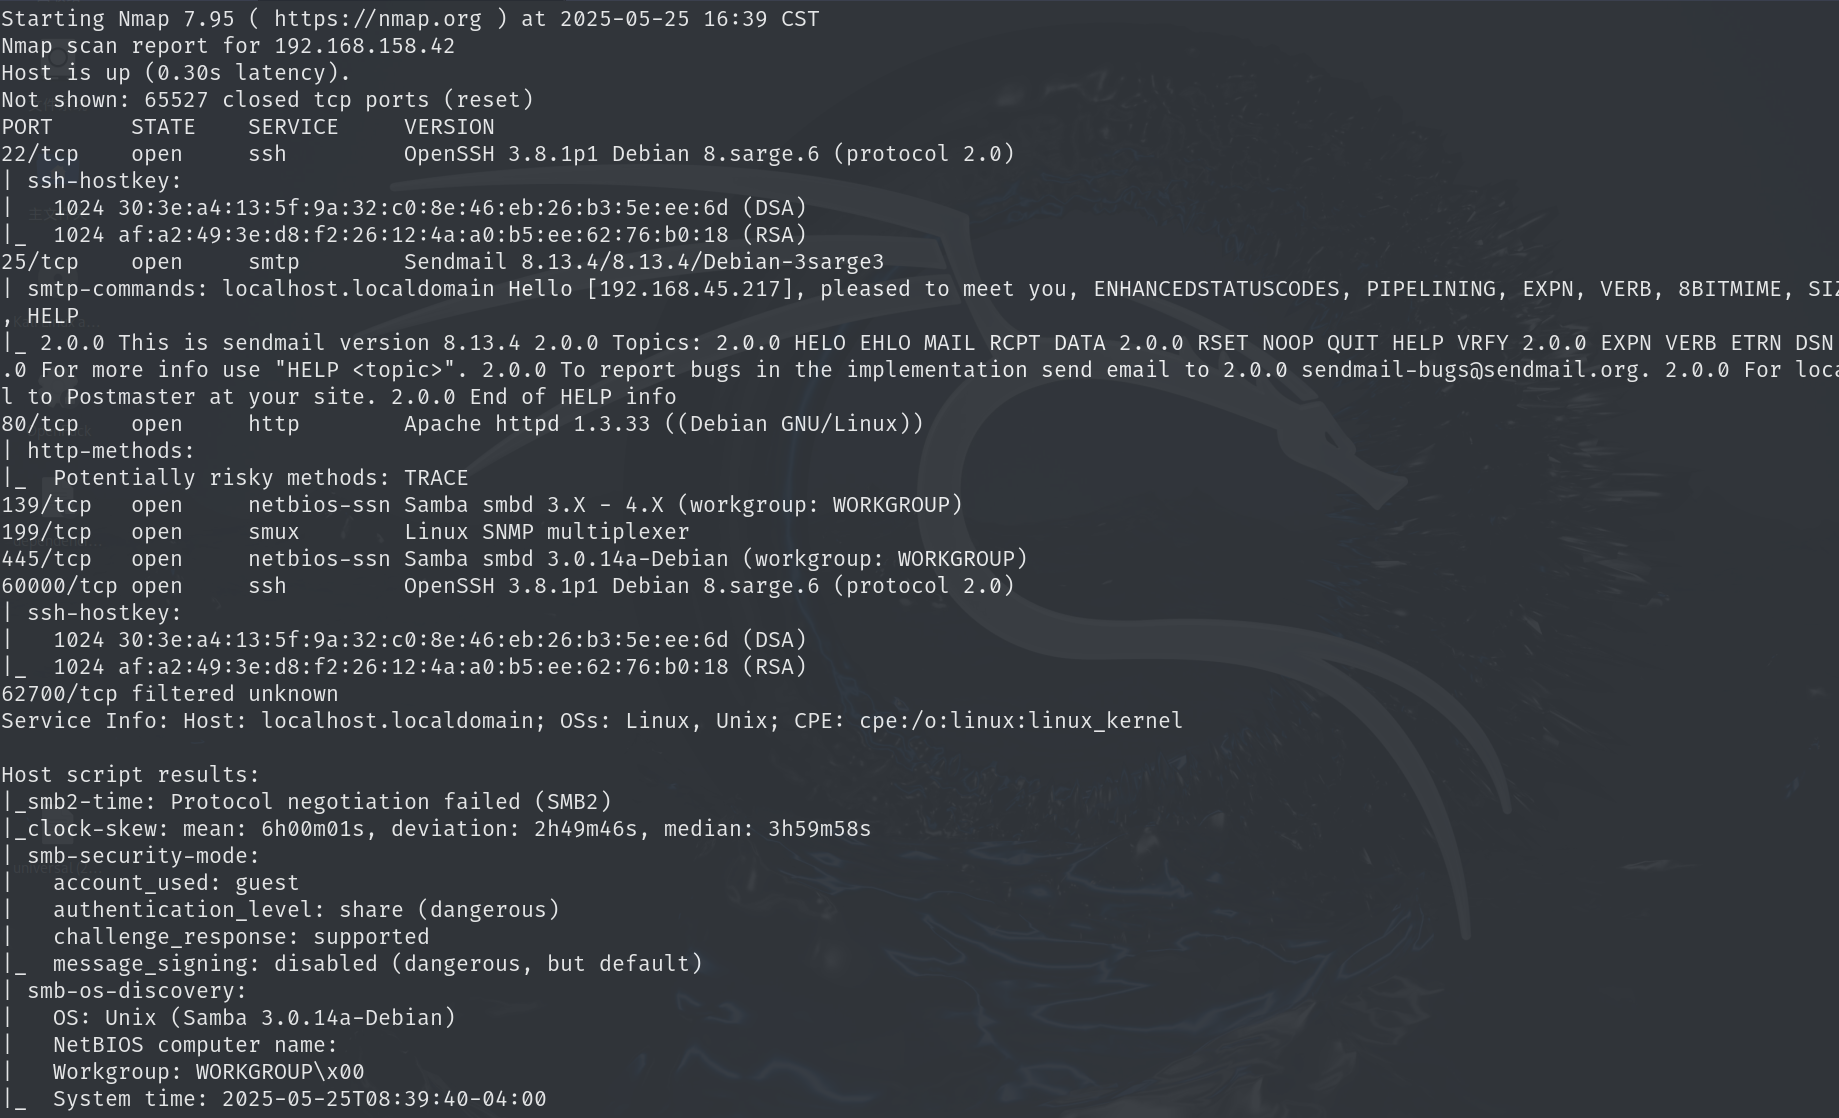 Starting Nmap 7.95 ( https://nmap.org ) at 2025-05-25 16:39 CST
Nmap scan report for 192.168.158.42
Host is up (0.30s latency).
Not shown: 65527 closed tcp ports (reset)
PORT      STATE    SERVICE     VERSION
22/tcp    open     ssh         OpenSSH 3.8.1p1 Debian 8.sarge.6 (protocol 2.0)
| ssh-hostkey:
|   1024 30:3e:a4:13:5f:9a:32:c0:8e:46:eb:26:b3:5e:ee:6d (DSA)
|_  1024 af:a2:49:3e:d8:f2:26:12:4a:a0:b5:ee:62:76:b0:18 (RSA)
25/tcp    open     smtp        Sendmail 8.13.4/8.13.4/Debian-3sarge3
| smtp-commands: localhost.localdomain Hello [192.168.45.217], pleased to meet you, ENHANCEDSTATUSCODES, PIPELINING, EXPN, VERB, 8BITMIME, SIZ
, HELP
|_ 2.0.0 This is sendmail version 8.13.4 2.0.0 Topics: 2.0.0 HELO EHLO MAIL RCPT DATA 2.0.0 RSET NOOP QUIT HELP VRFY 2.0.0 EXPN VERB ETRN DSN
.0 For more info use "HELP <topic>". 2.0.0 To report bugs in the implementation send email to 2.0.0 sendmail-bugs@sendmail.org. 2.0.0 For loca
l to Postmaster at your site. 2.0.0 End of HELP info
80/tcp    open     http        Apache httpd 1.3.33 ((Debian GNU/Linux))
| http-methods:
|_  Potentially risky methods: TRACE
139/tcp   open     netbios-ssn Samba smbd 3.X - 4.X (workgroup: WORKGROUP)
199/tcp   open     smux        Linux SNMP multiplexer
445/tcp   open     netbios-ssn Samba smbd 3.0.14a-Debian (workgroup: WORKGROUP)
60000/tcp open     ssh         OpenSSH 3.8.1p1 Debian 8.sarge.6 (protocol 2.0)
| ssh-hostkey:
|   1024 30:3e:a4:13:5f:9a:32:c0:8e:46:eb:26:b3:5e:ee:6d (DSA)
|_  1024 af:a2:49:3e:d8:f2:26:12:4a:a0:b5:ee:62:76:b0:18 (RSA)
62700/tcp filtered unknown
Service Info: Host: localhost.localdomain; OSs: Linux, Unix; CPE: cpe:/o:linux:linux_kernel

Host script results:
|_smb2-time: Protocol negotiation failed (SMB2)
|_clock-skew: mean: 6h00m01s, deviation: 2h49m46s, median: 3h59m58s
| smb-security-mode:
|   account_used: guest
|   authentication_level: share (dangerous)
|   challenge_response: supported
|_  message_signing: disabled (dangerous, but default)
| smb-os-discovery:
|   OS: Unix (Samba 3.0.14a-Debian)
|   NetBIOS computer name:
|   Workgroup: WORKGROUP\x00
|_  System time: 2025-05-25T08:39:40-04:00